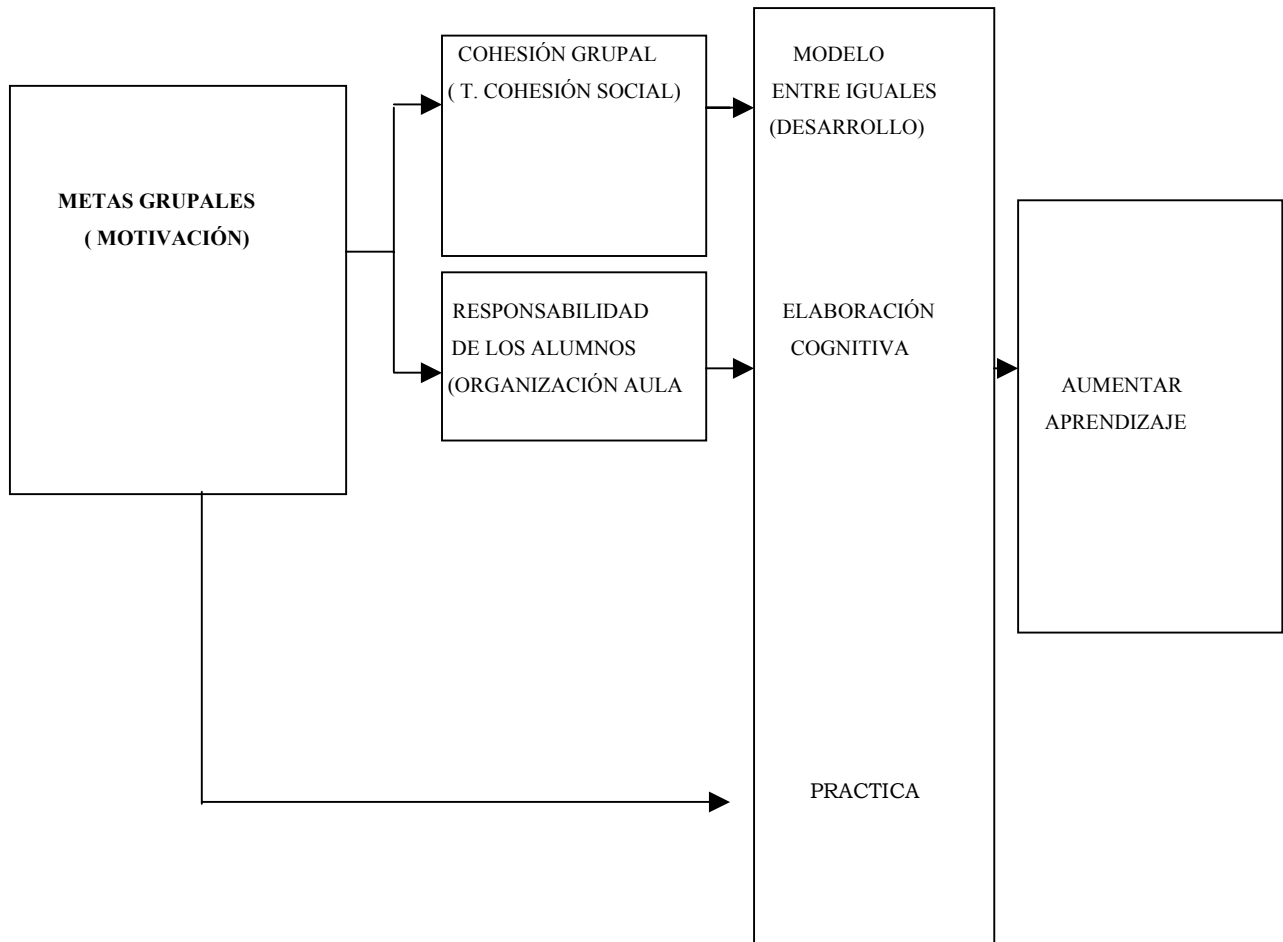 METAS GRUPALES
( MOTIVACIÓN)
COHESIÓN GRUPAL
( T. COHESIÓN SOCIAL)
RESPONSABILIDAD
DE LOS ALUMNOS
(ORGANIZACIÓN AULA
MODELO
ENTRE IGUALES
(DESARROLLO)
ELABORACIÓN
COGNITIVA
PRACTICA
AUMENTAR
APRENDIZAJE